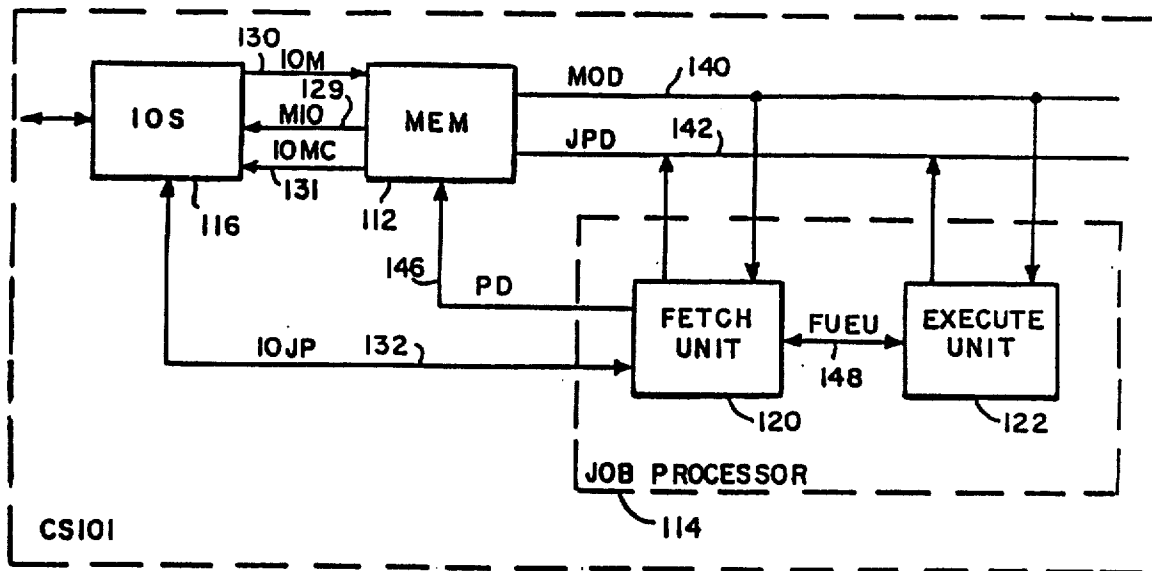 130
IOM
129
MIO
IOMC
131
IOS
116
MEM
112
MOD
140
JPD
142
146
PD
IOJP
132
FETCH
UNIT
120
FUEU
148
EXECUTE
UNIT
122
JOB PROCESSOR
114
CS101